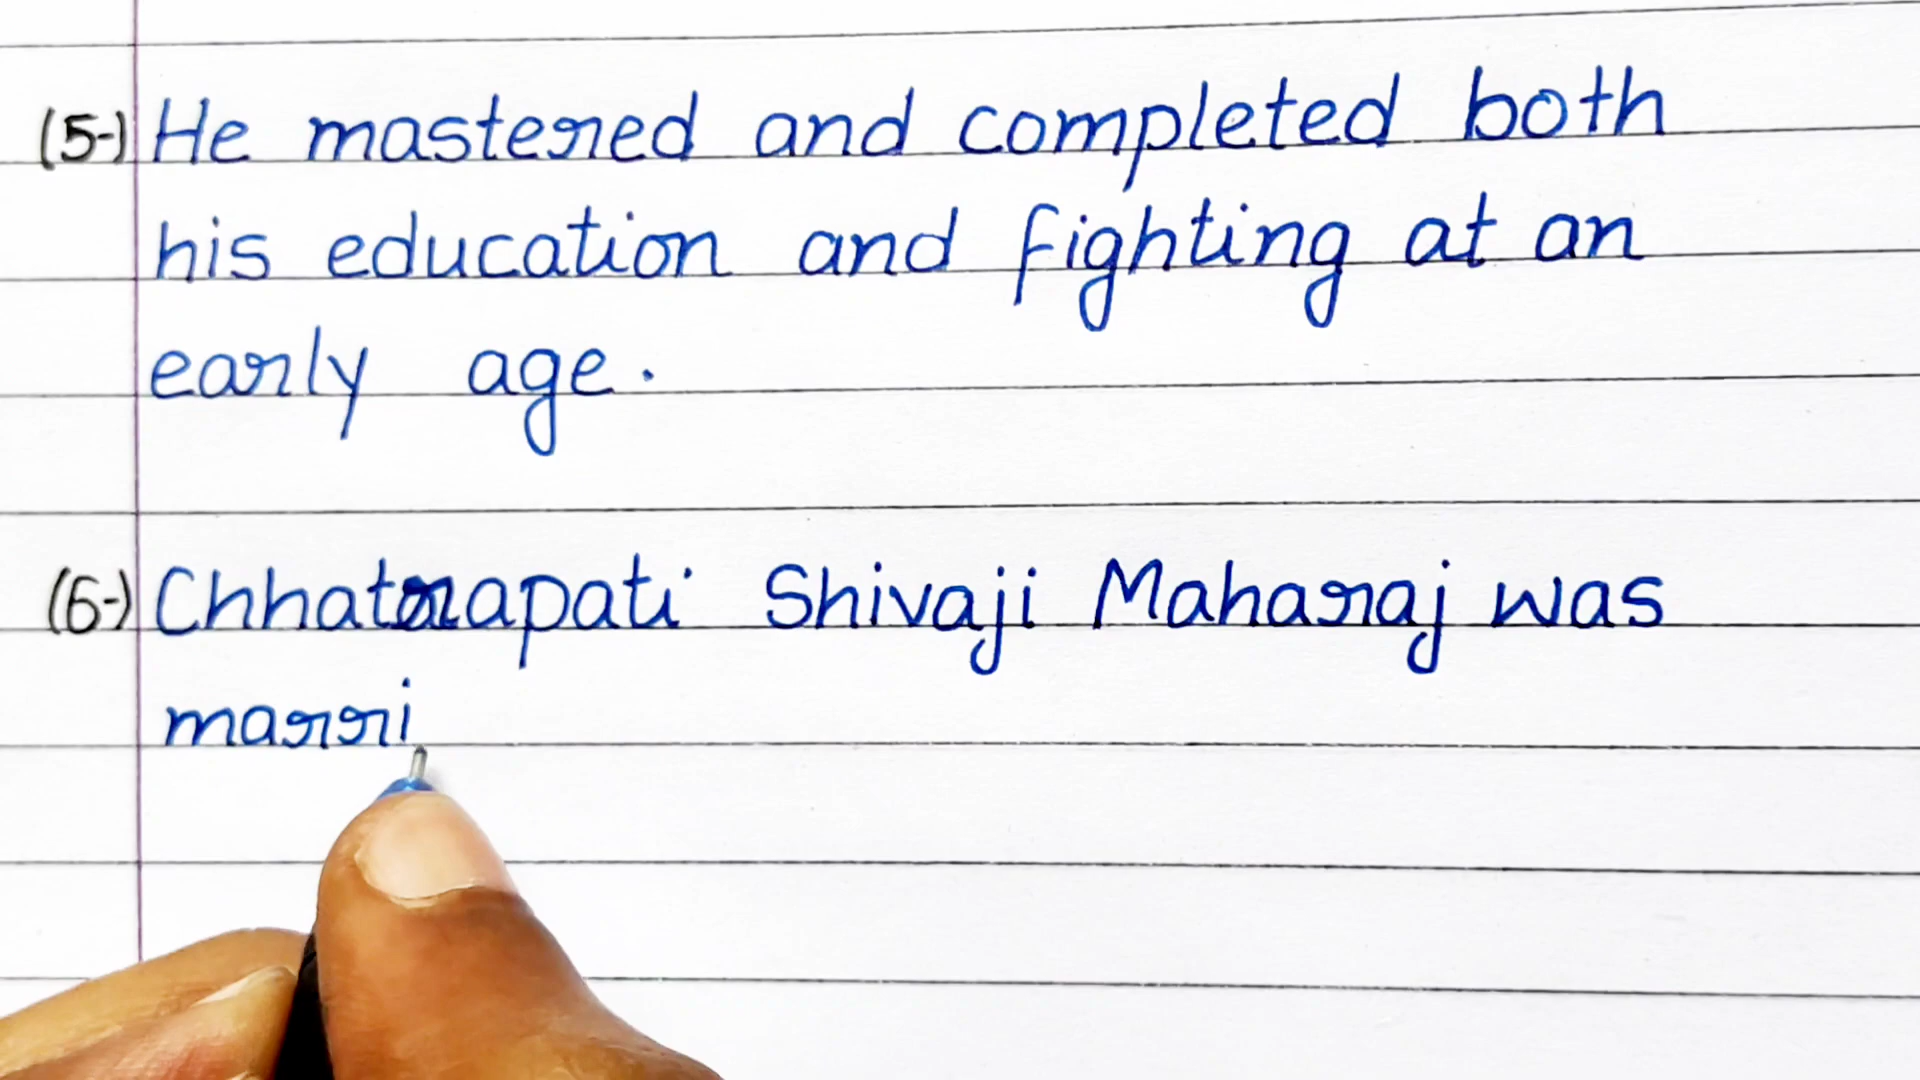 (5-) He mastered and completed both
his education and fighting at an
early age.
(6-) Chhatrapati Shivaji Maharaj was
marri